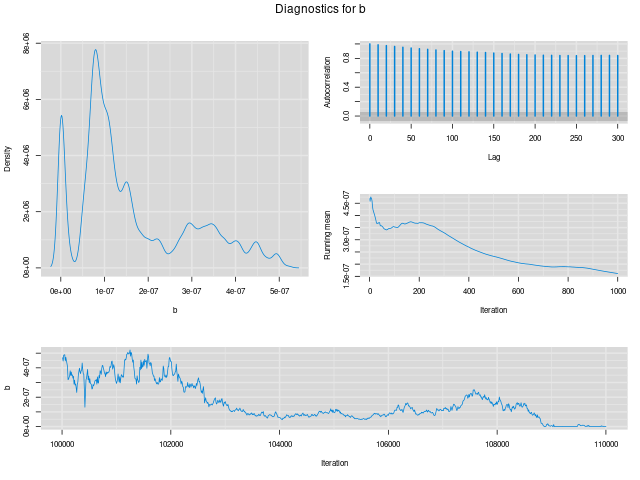 Diagnostics for b
Density
8e-06
6e-06
4e-06
2e-06
0e+00
0e+00 1e-07 2e-07 3e-07 4e-07 5e-07
b
Autocorrelation
0.8
0.4
0.0
0 50 100 150 200 250 300
Lag
Running mean
4.5e-07
3.0e-07
1.5e-07
0 200 400 600 800 1000
Iteration
b
4e-07
2e-07
0e+00
100000 102000 104000 106000 108000 110000
Iteration